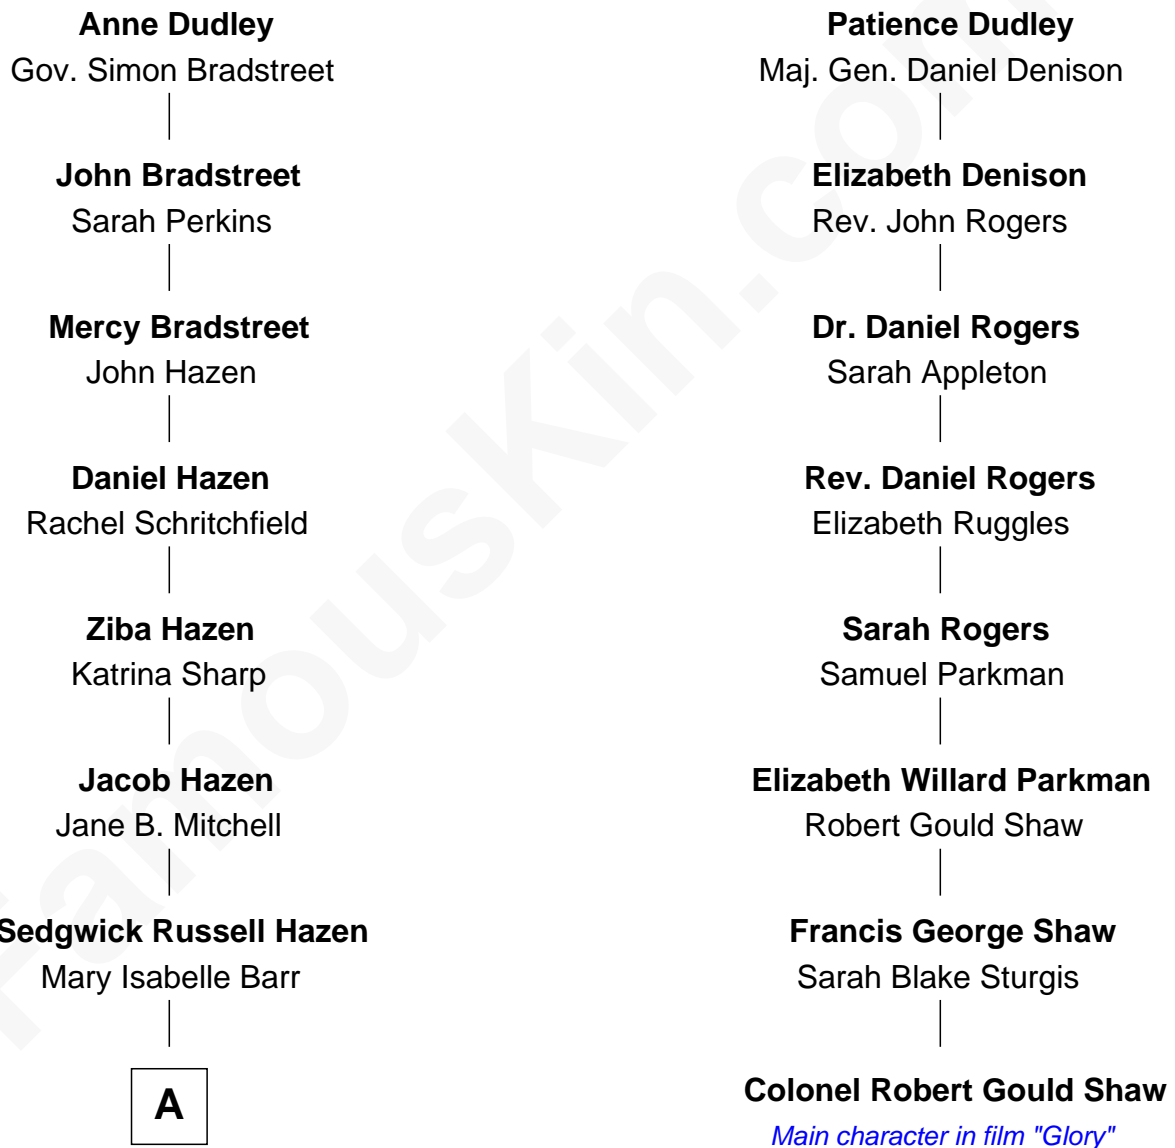 Anne Dudley
Gov. Simon Bradstreet
John Bradstreet
Sarah Perkins
Mercy Bradstreet
John Hazen
Daniel Hazen
Rachel Schritchfield
Ziba Hazen
Katrina Sharp
Jacob Hazen
Jane B. Mitchell
Sedgwick Russell Hazen
Mary Isabelle Barr
A
Patience Dudley
Maj. Gen. Daniel Denison
Elizabeth Denison
Rev. John Rogers
Dr. Daniel Rogers
Sarah Appleton
Rev. Daniel Rogers
Elizabeth Ruggles
Sarah Rogers
Samuel Parkman
Elizabeth Willard Parkman
Robert Gould Shaw
Francis George Shaw
Sarah Blake Sturgis
Colonel Robert Gould Shaw
Main character in film "Glory"
FamousKin.com